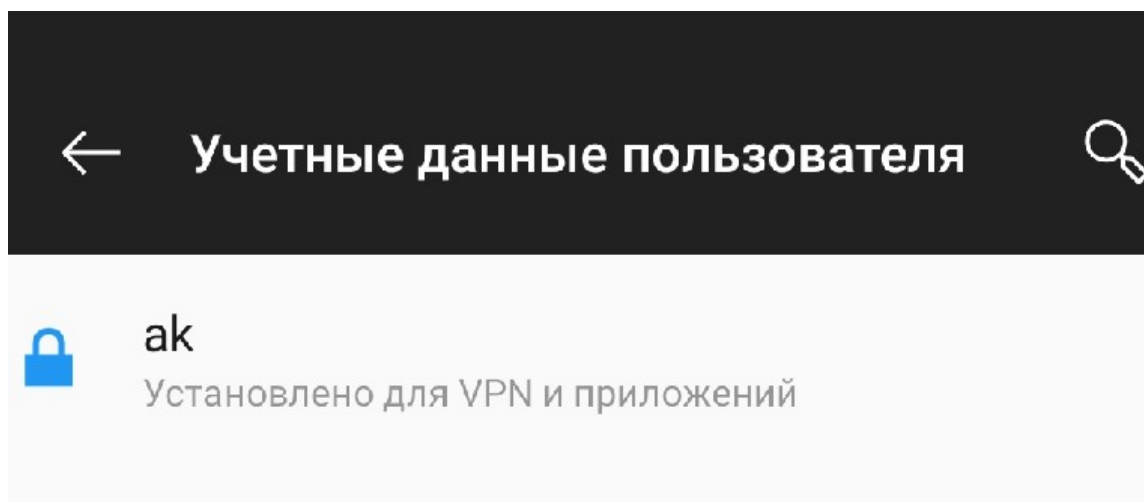 Учетные данные пользователя
ak
Установлено для VPN и приложений